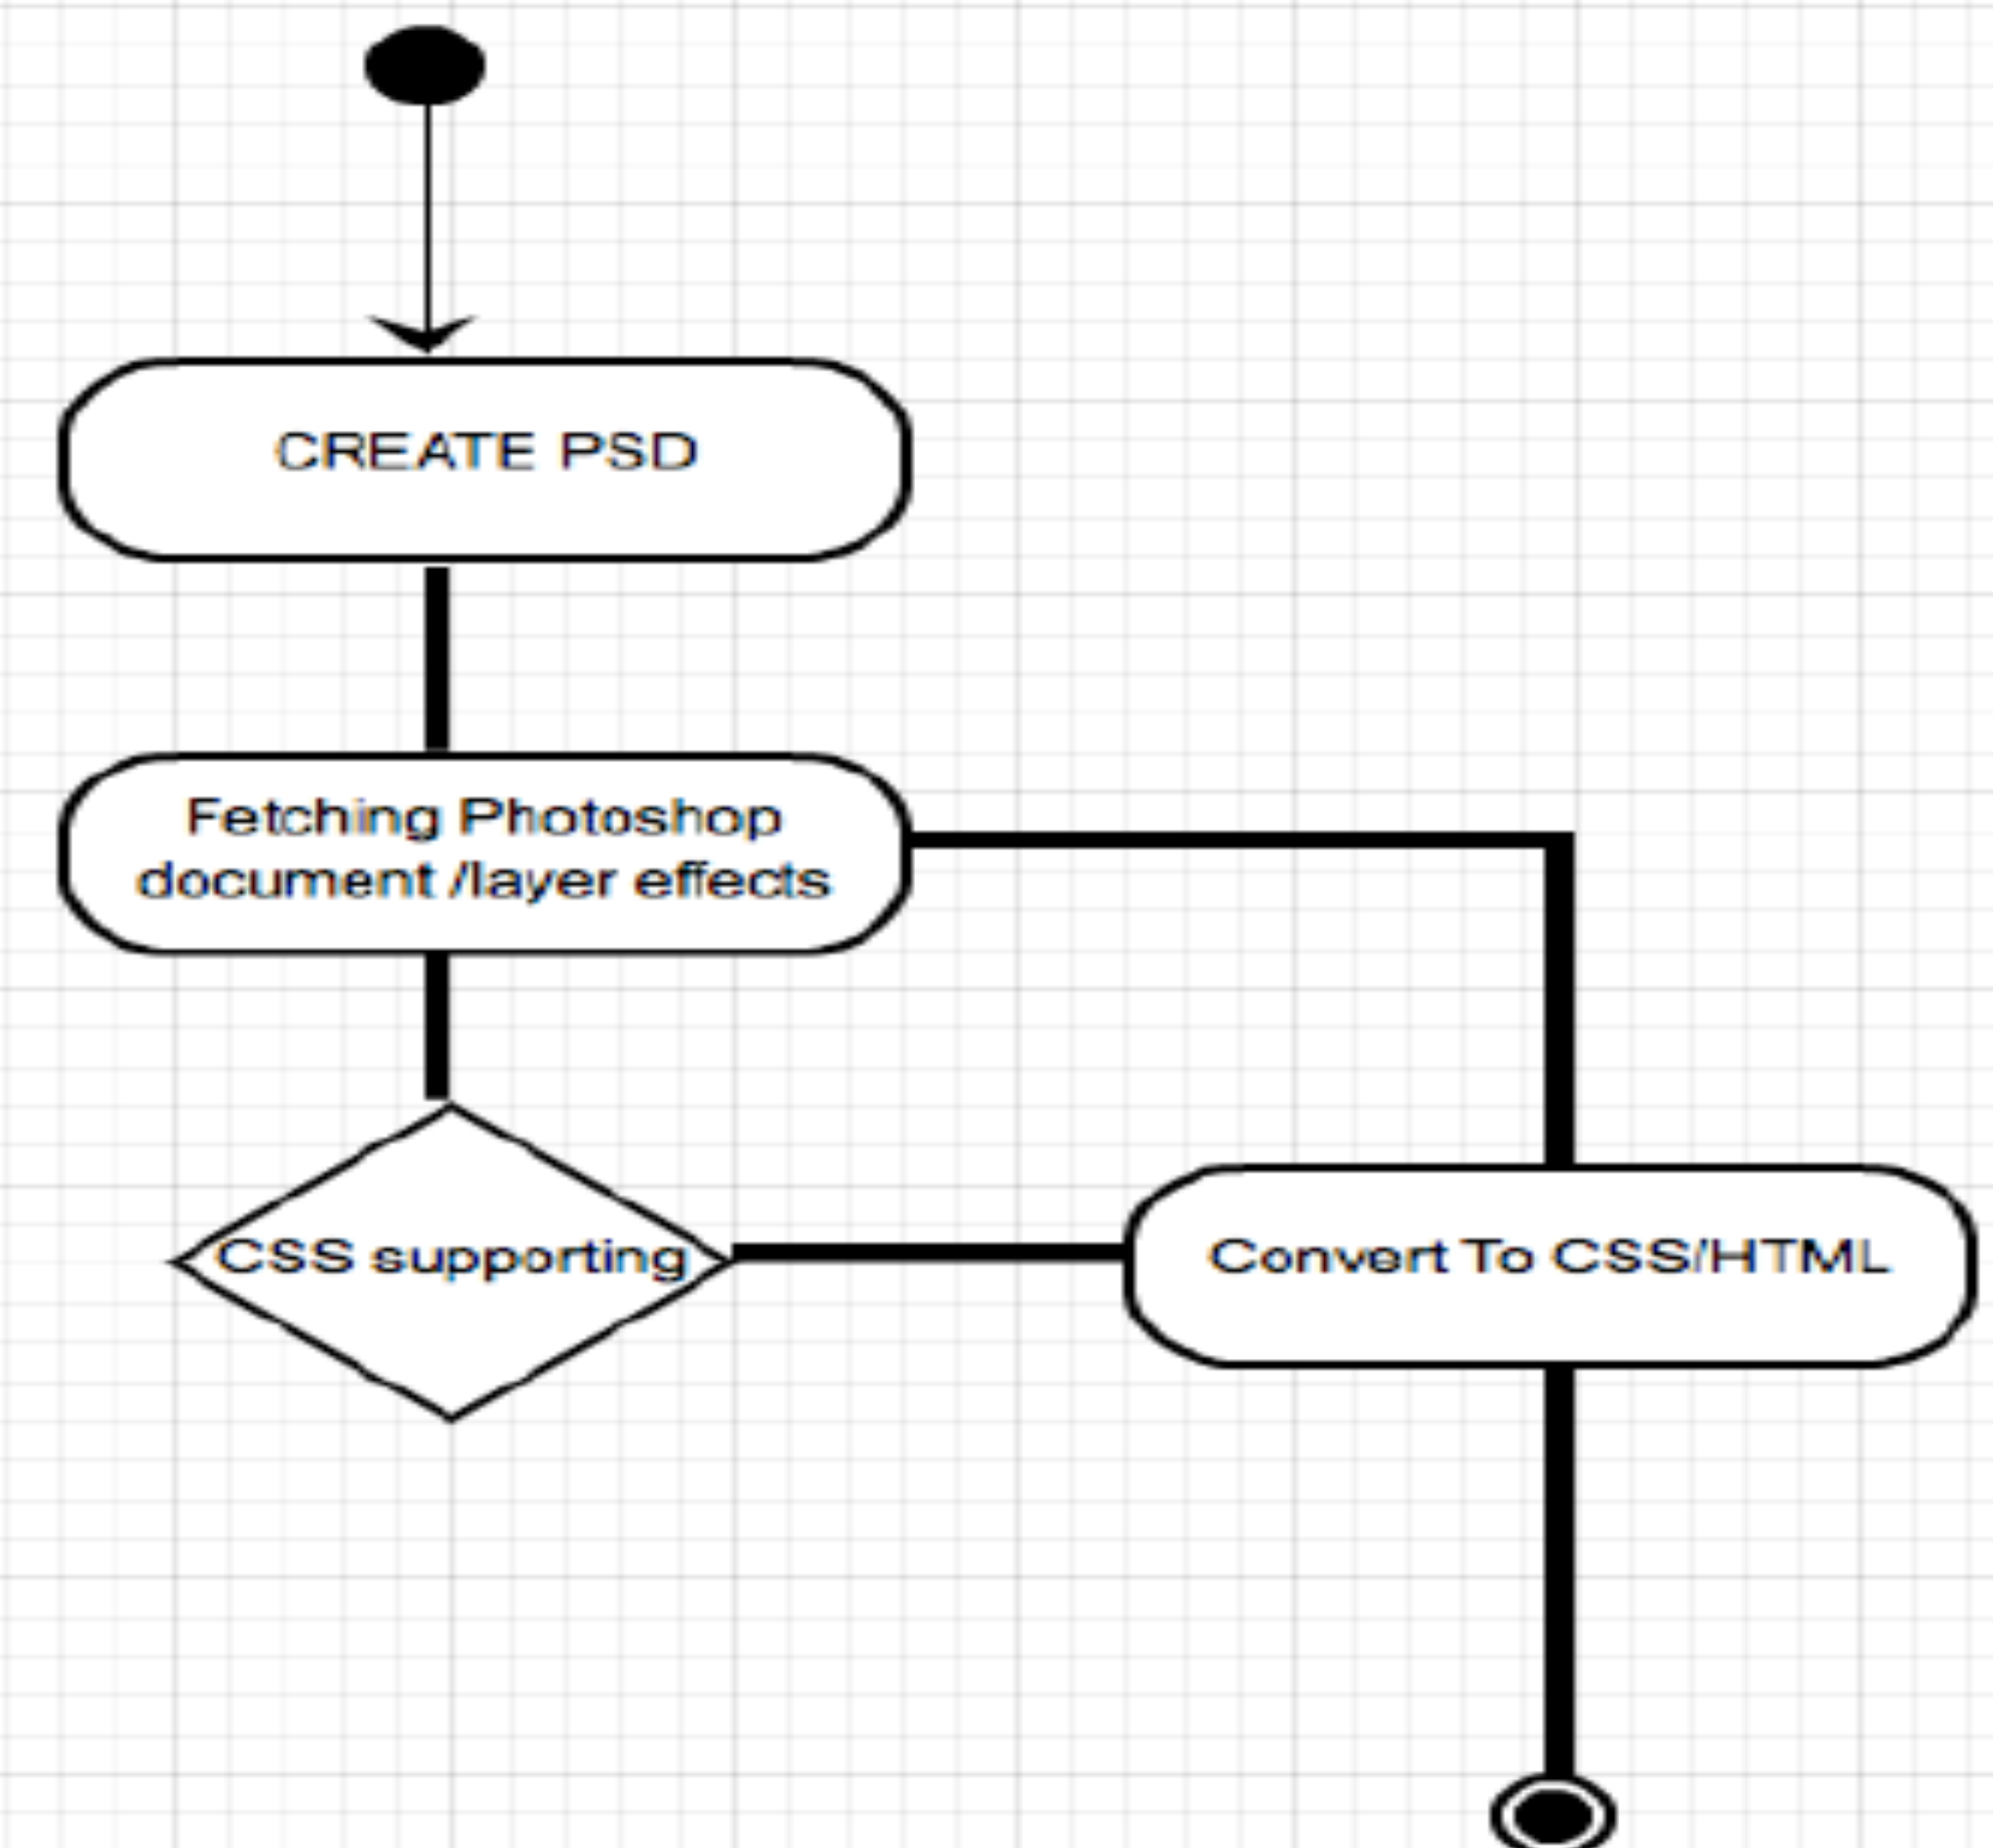 CREATE PSD
Fetching Photoshop
document /layer effects
CSS supporting
Convert To CSS/HTML